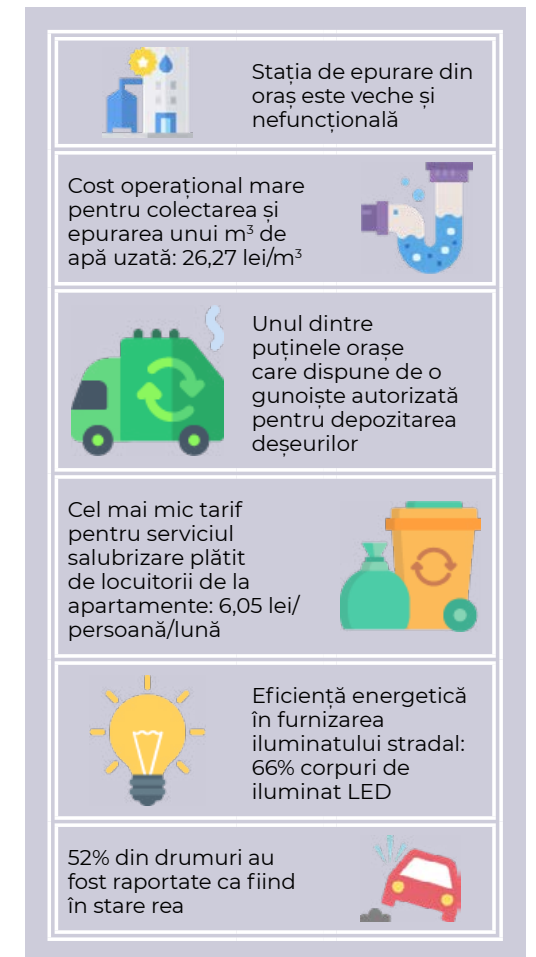 Stația de epurare din
oraș este veche și
nefuncțională
Cost operațional mare
pentru colectarea și
epurarea unui m³ de
apă uzată: 26,27 lei/m³
Unul dintre
puținele orașe
care dispune de o
gunoiște autorizată
pentru depozitarea
deșeurilor
Cel mai mic tarif
pentru serviciul
salubrizare plătit
de locuitorii de la
apartamente: 6,05 lei/
persoană/lună
Eficiență energetică
în furnizarea
iluminatului stradal:
66% corpuri de
iluminat LED
52% din drumuri au
fost raportate ca fiind
în stare rea